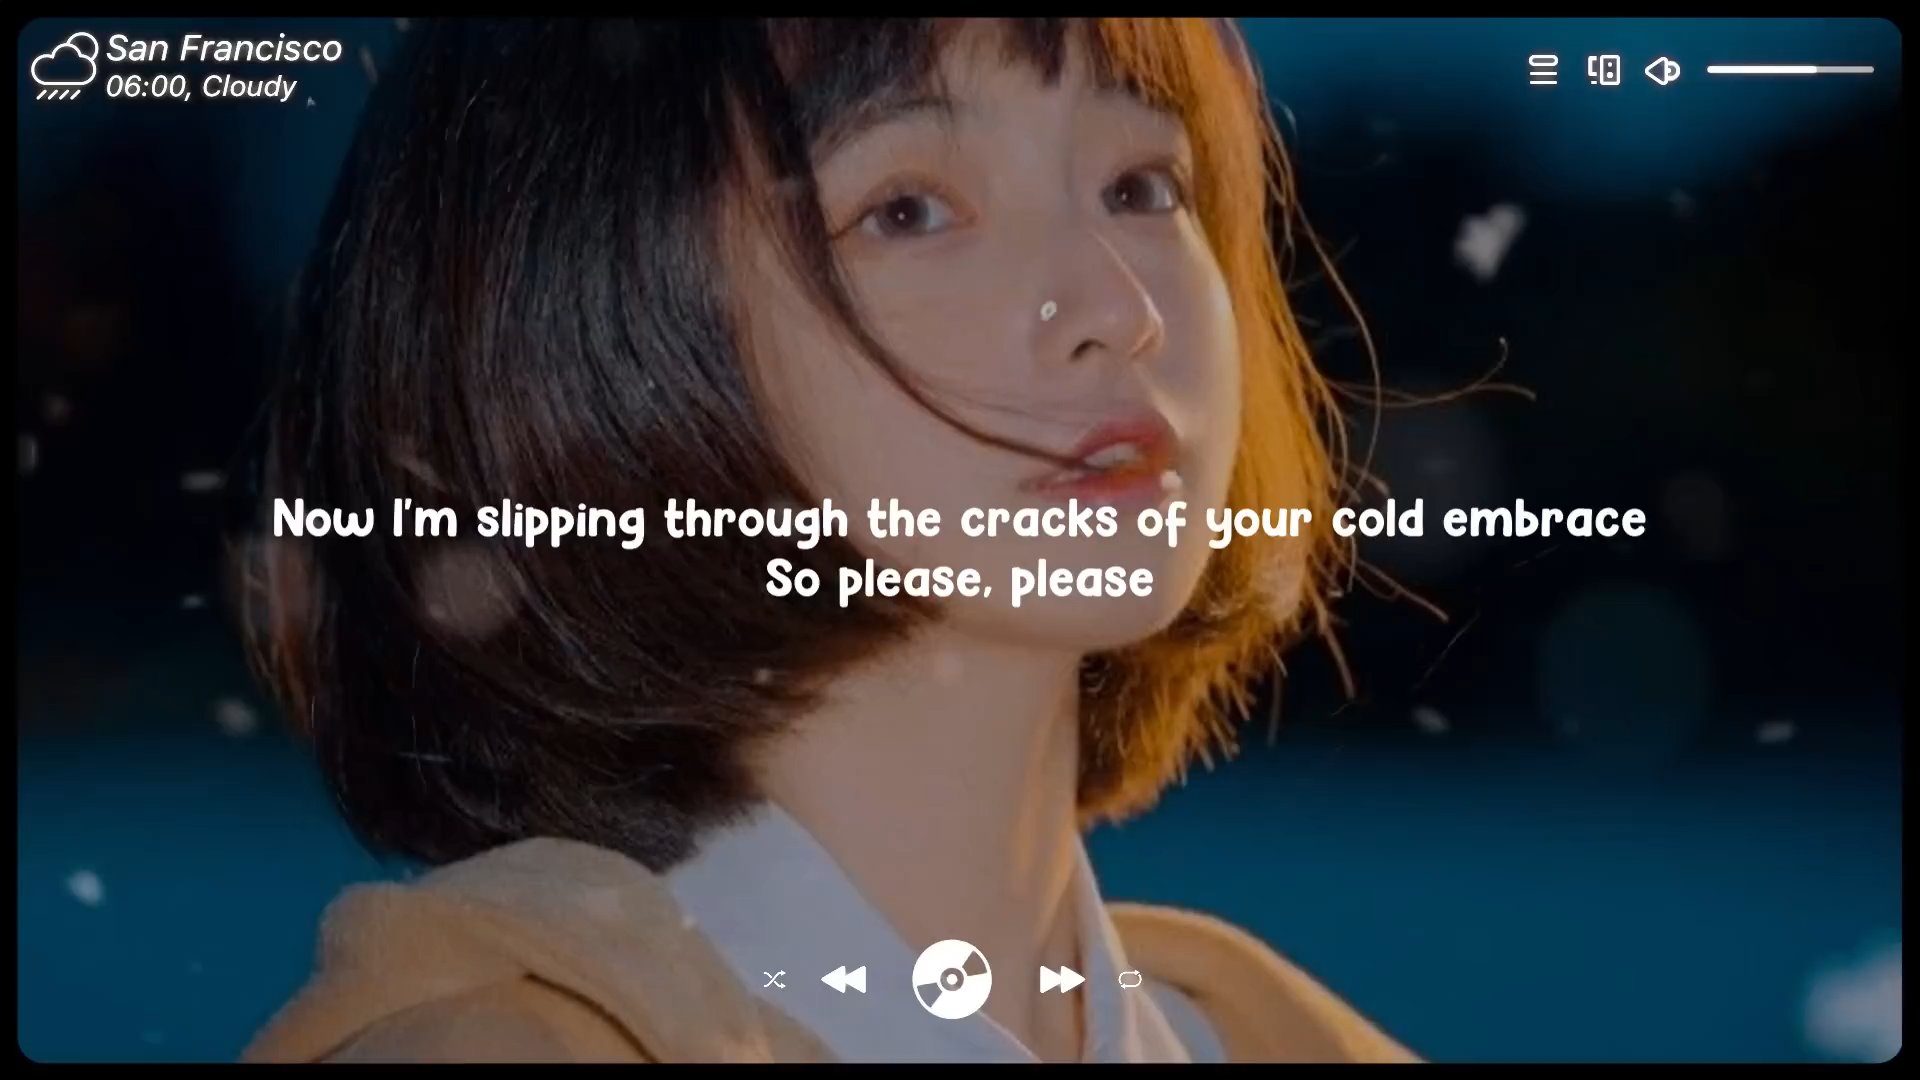 San Francisco
06:00, Cloudy
Now I'm slipping through the cracks of your cold embrace
So please, please